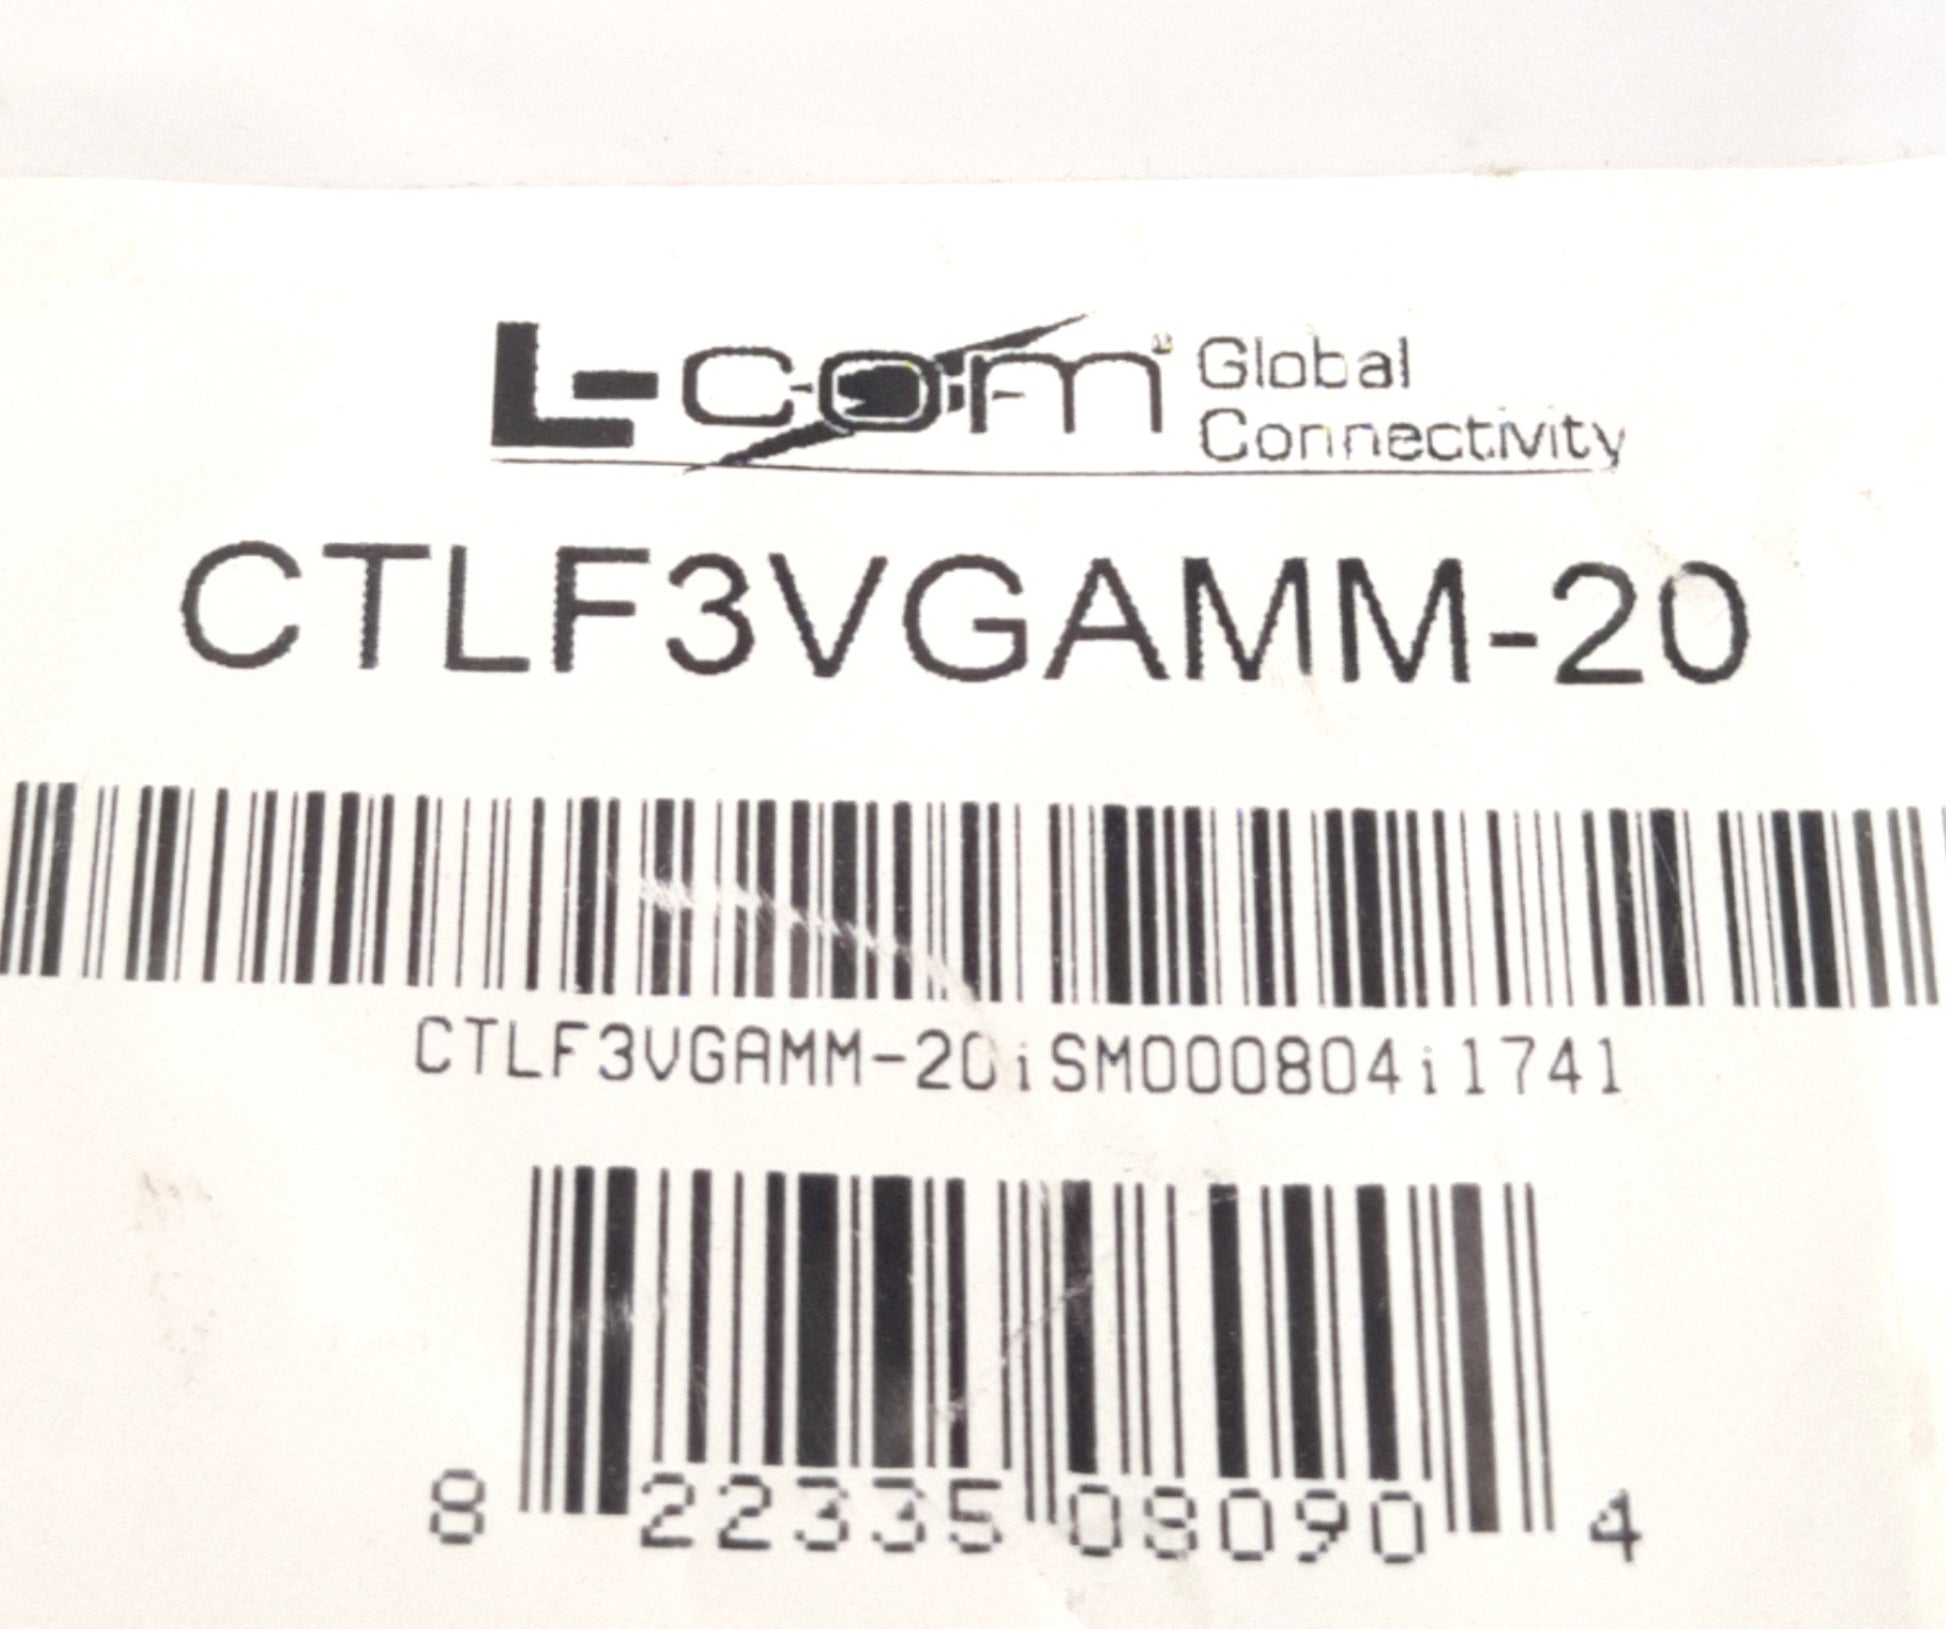 L-com® Global
Connectivity
CTLF3VGAMM-20
CTLF3VGAMM-20iSM000804i1741
8 22335 08090 4